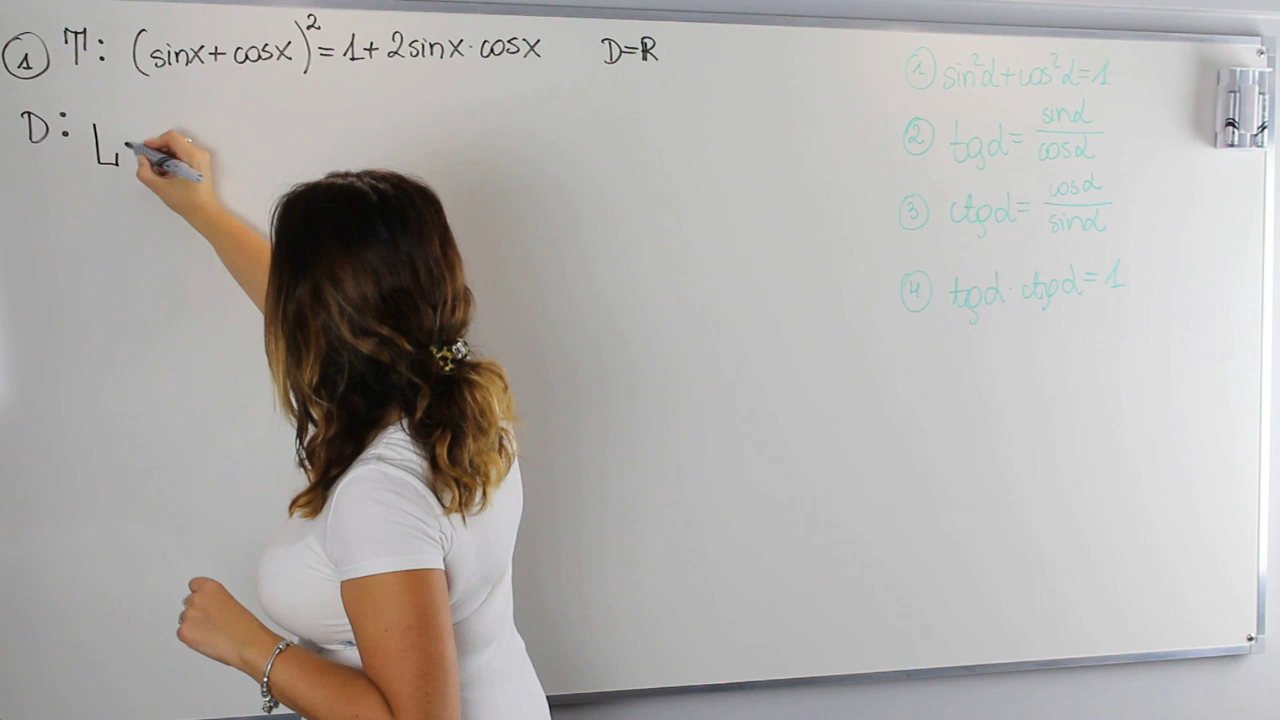 ① T: (sinx+cosx)²=1+2sinx·cosx D=ℝ
D: L
① sin²α+cos²α=1
② tgα= sinα/cosα
③ ctgα= cosα/sinα
④ tgα·ctgα=1